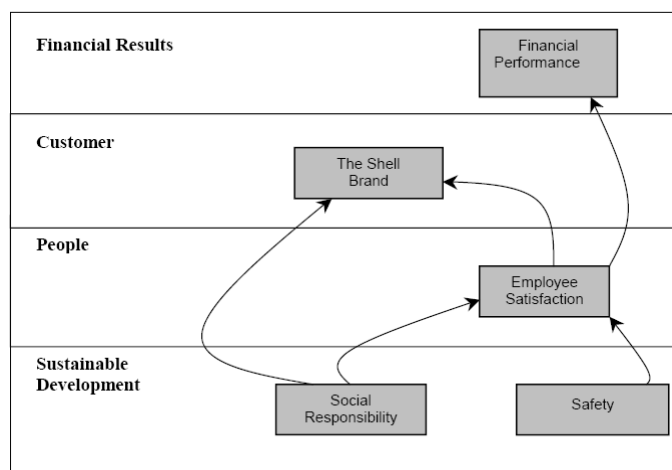 Financial Results
Financial
Performance
Customer
The Shell
Brand
People
Employee
Satisfaction
Sustainable
Development
Social
Responsibility
Safety